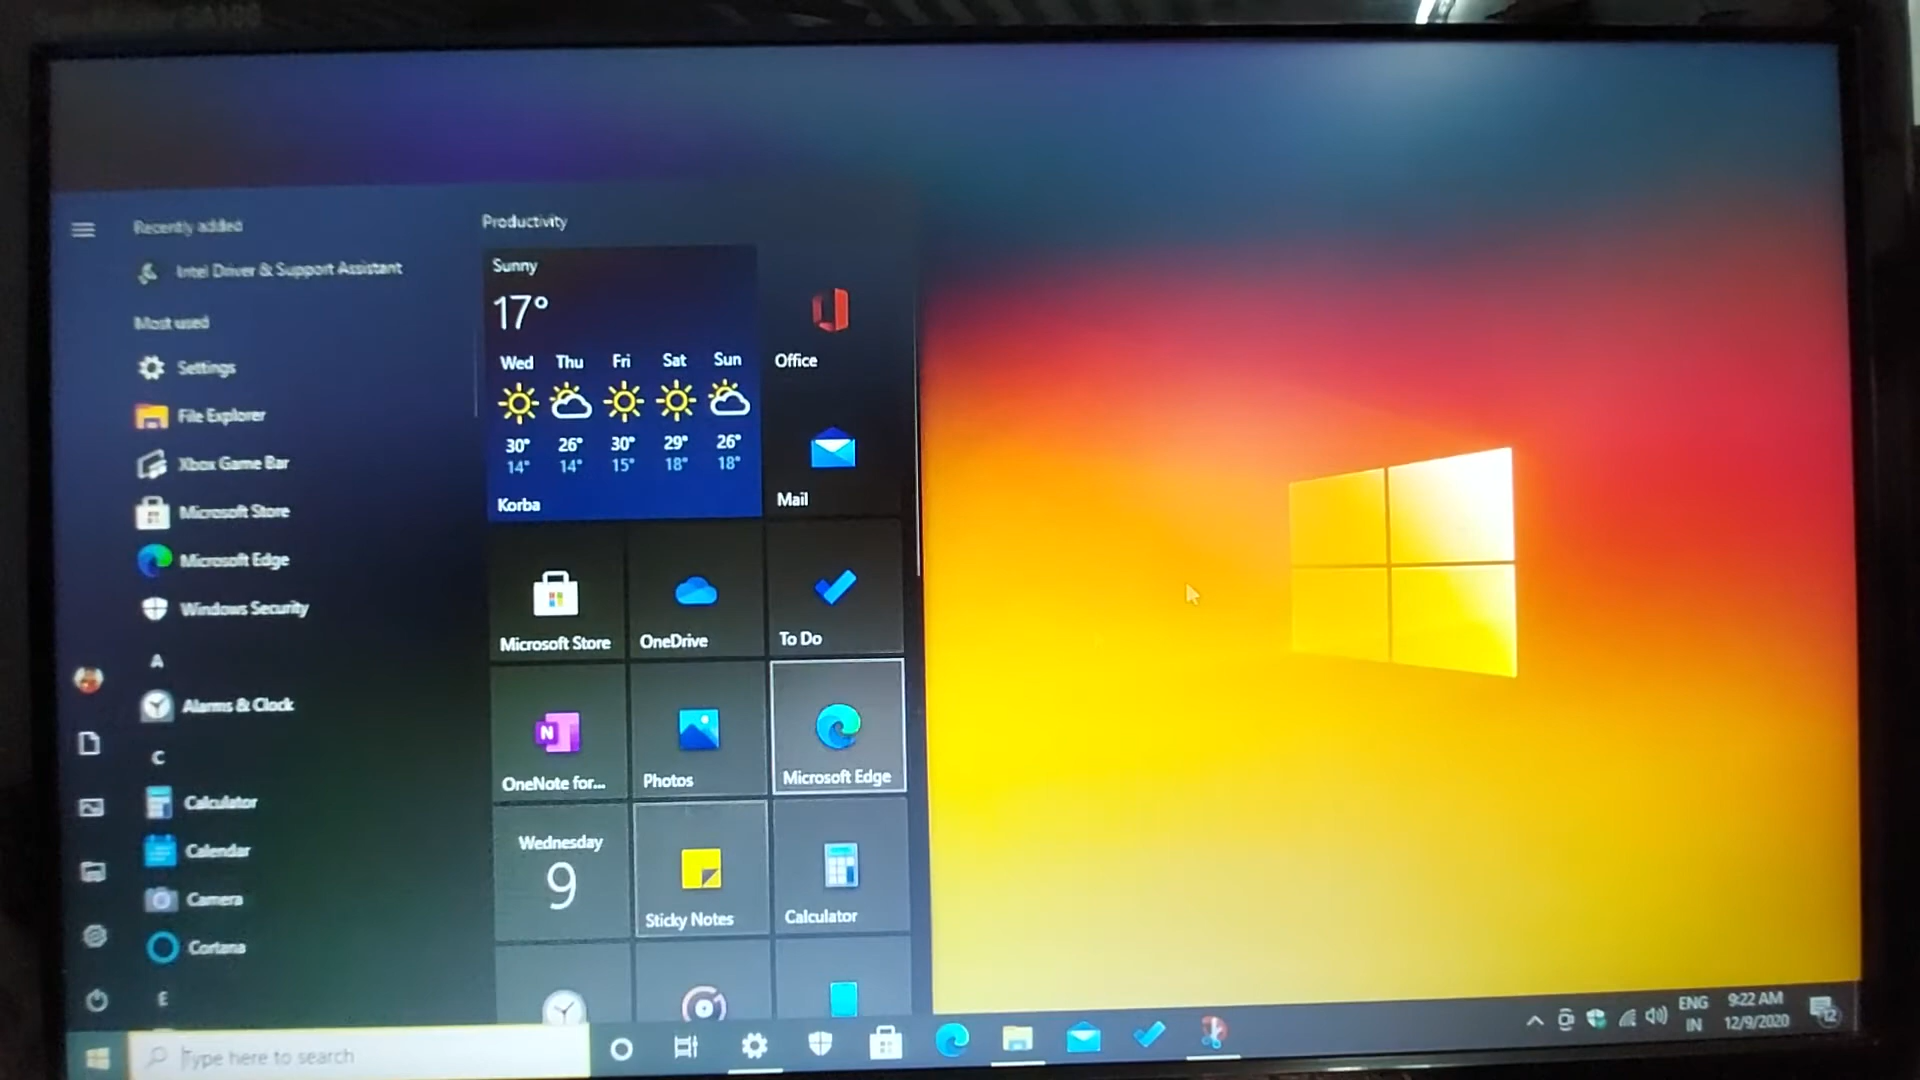 Recently added
Intel Driver & Support Assistant
Most used
Settings
File Explorer
Xbox Game Bar
Microsoft Store
Microsoft Edge
Windows Security
A
Alarms & Clock
C
Calculator
Calendar
Camera
Cortana
E
Productivity
Sunny
17°
Wed Thu Fri Sat Sun
30° 26° 30° 29° 26°
14° 14° 15° 18° 18°
Korba
Office
Mail
Microsoft Store
OneDrive
To Do
OneNote for...
N
Photos
Microsoft Edge
Wednesday
9
Sticky Notes
Calculator
Type here to search
ENG
IN
9:22 AM
12/9/2020
12